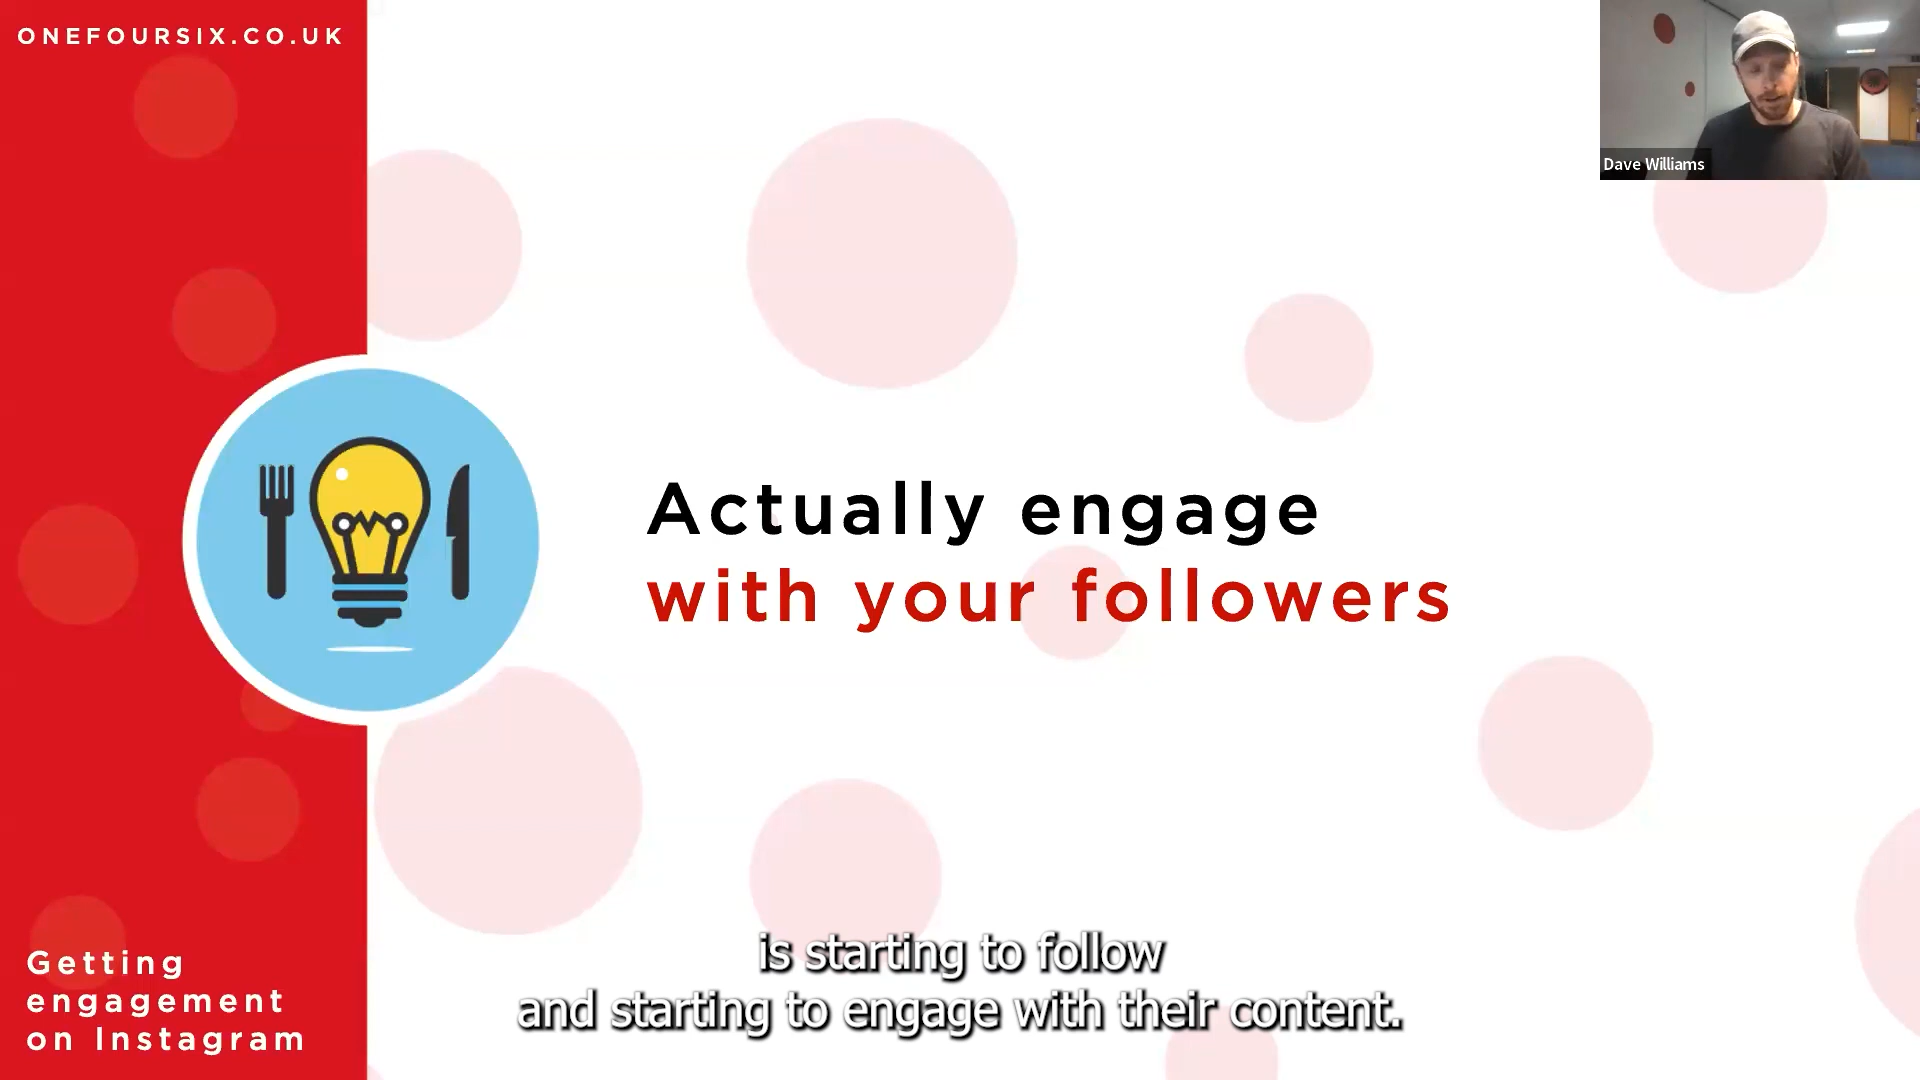 ONEFOURSIX.CO.UK
Dave Williams
Actually engage
with your followers
is starting to follow
and starting to engage with their content.
Getting
engagement
on Instagram